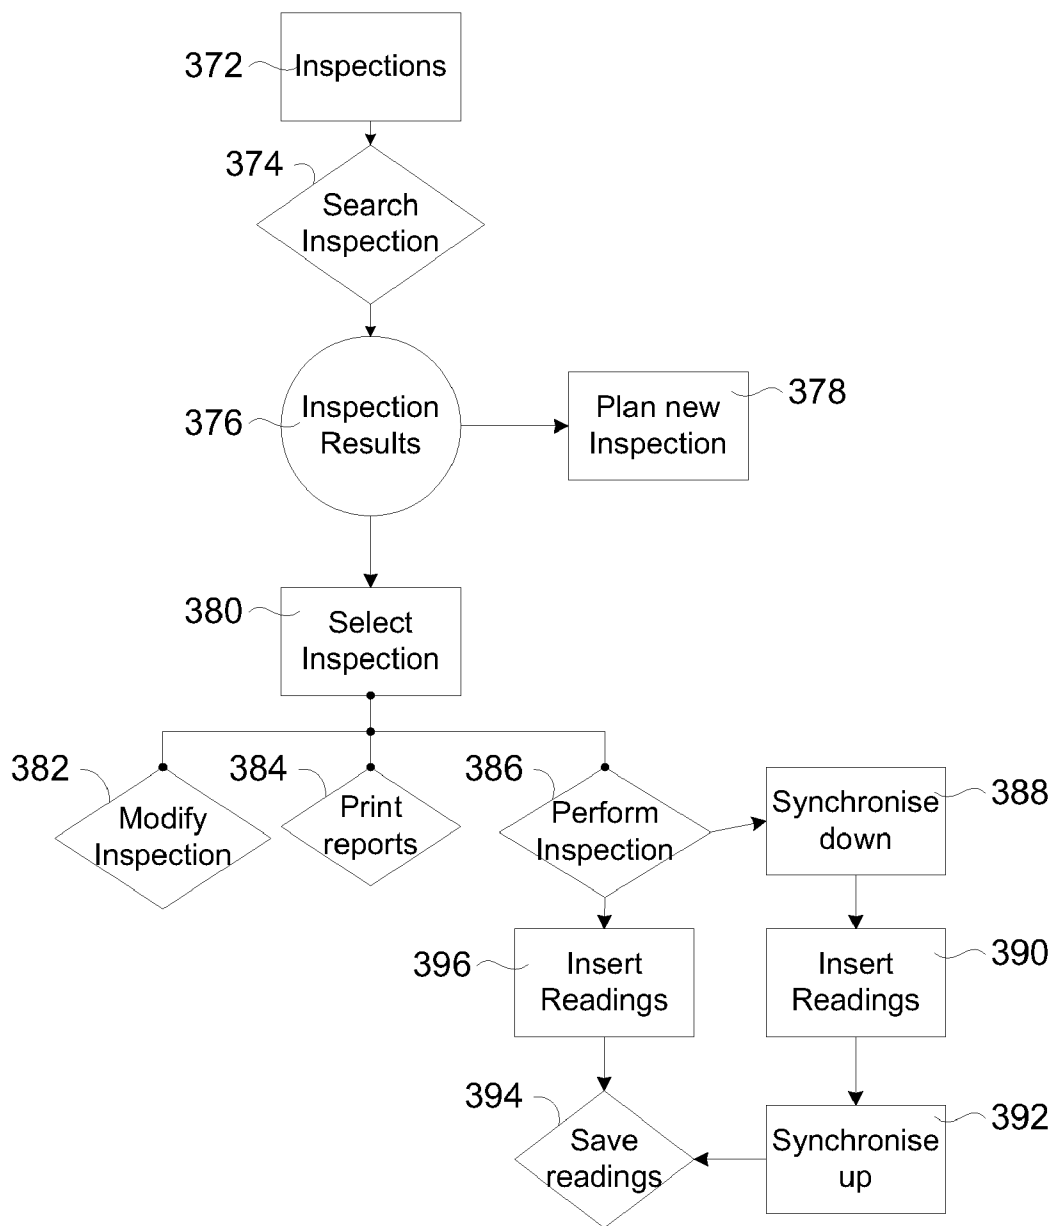 372
Inspections
374
Search
Inspection
376
Inspection
Results
Plan new
Inspection
378
380
Select
Inspection
382
Modify
Inspection
384
Print
reports
386
Perform
Inspection
Synchronise
down
388
396
Insert
Readings
Insert
Readings
390
394
Save
readings
Synchronise
up
392